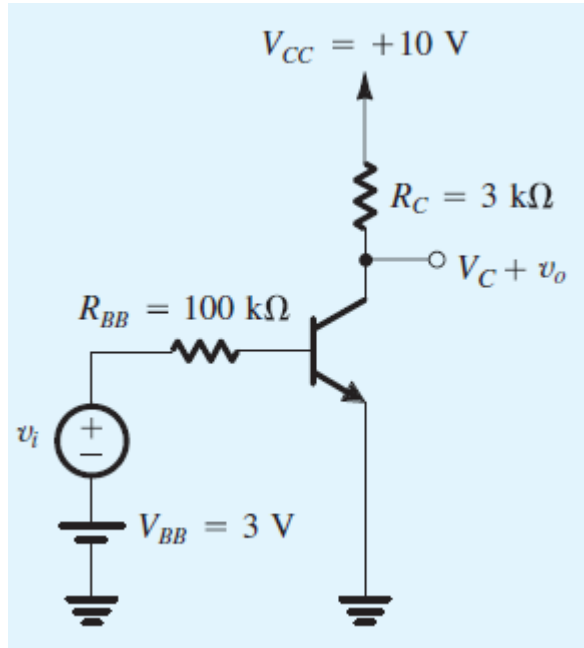 V_CC = +10 V
R_C = 3 kΩ
V_C + v_o
R_BB = 100 kΩ
v_i
+
−
V_BB = 3 V